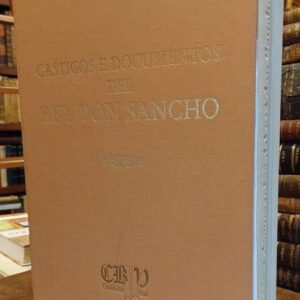 CASTIGOS E DOCUMENTOS
DEL
REY DON SANCHO